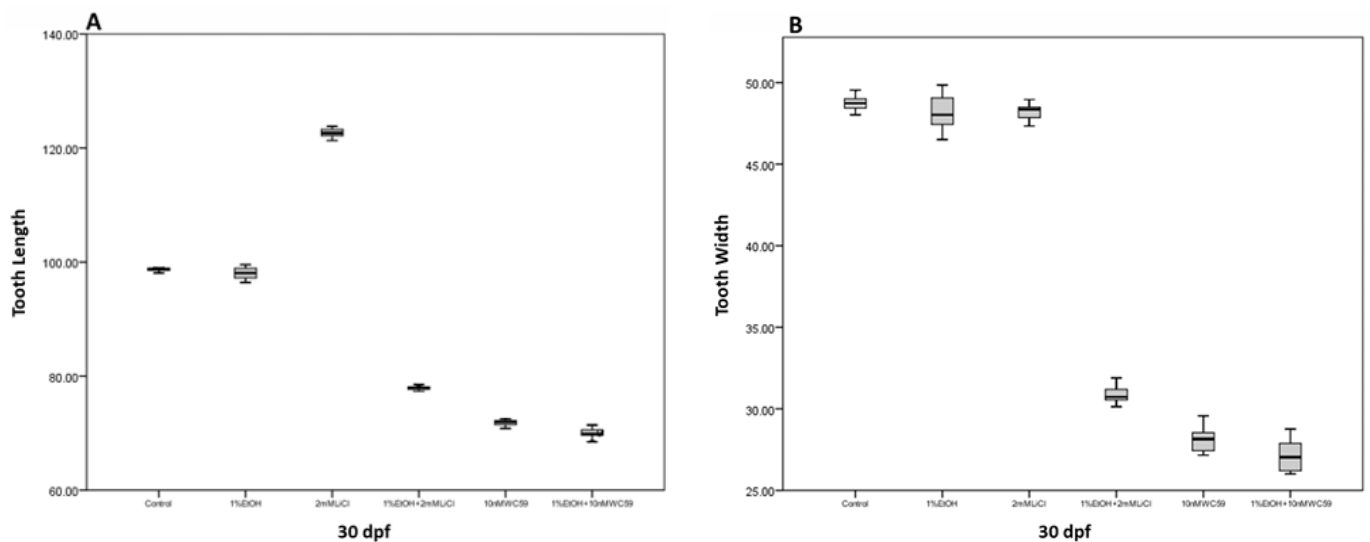 A
140.00
120.00
100.00
80.00
60.00
Tooth Length
Control 1%EtOH 2mMLiCl 1%EtOH+2mMLiCl 10nMWC59 1%EtOH+10nMWC59
30 dpf
B
50.00
45.00
40.00
35.00
30.00
25.00
Tooth Width
Control 1%EtOH 2mMLiCl 1%EtOH+2mMLiCl 10nMWC59 1%EtOH+10nMWC59
30 dpf